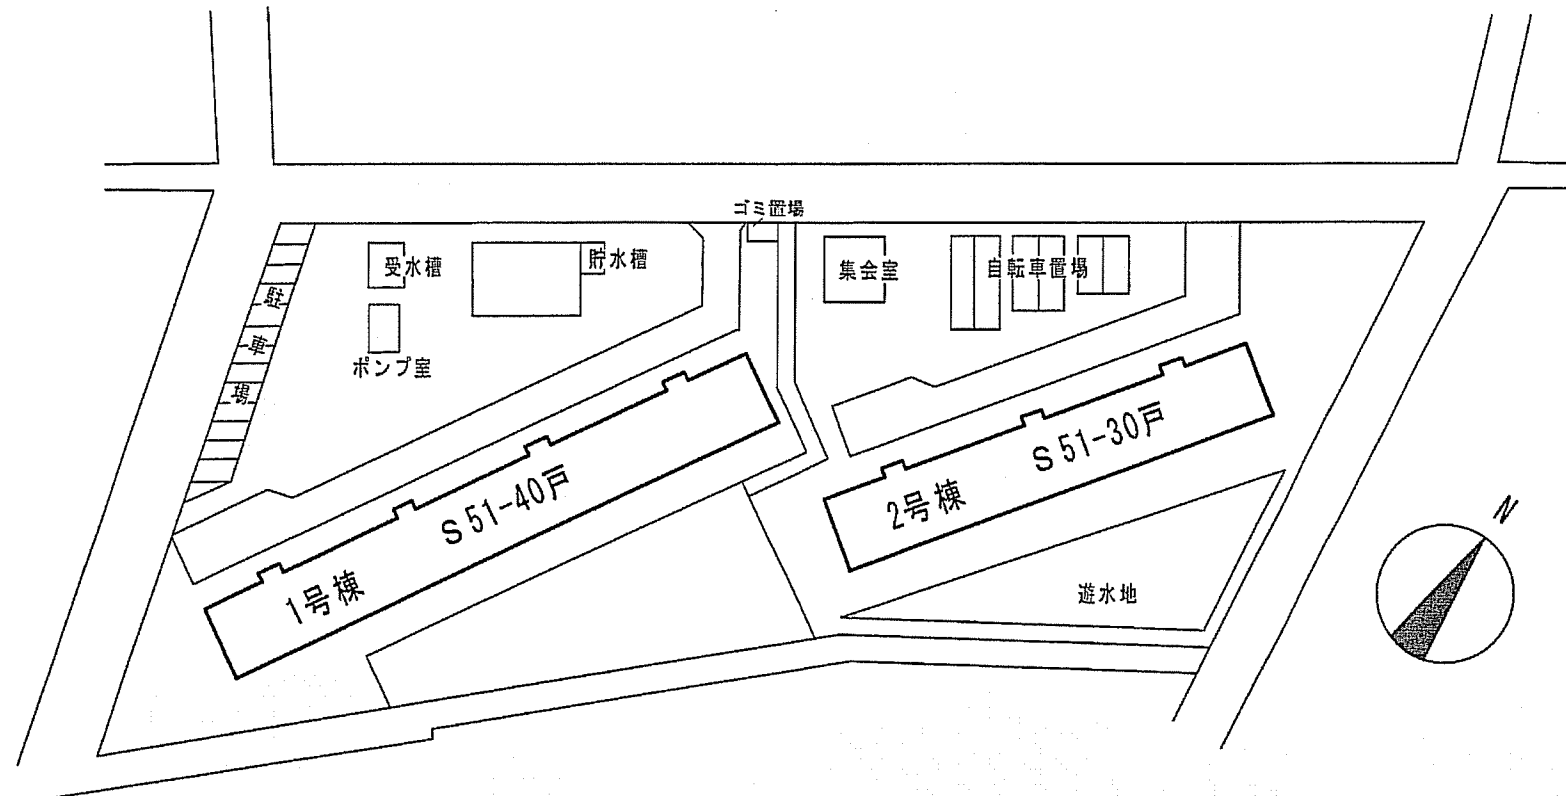 ゴミ置場
受水槽
貯水槽
集会室
自転車置場
駐車場
ポンプ室
1号棟 S51-40戸
2号棟 S51-30戸
遊水地
N